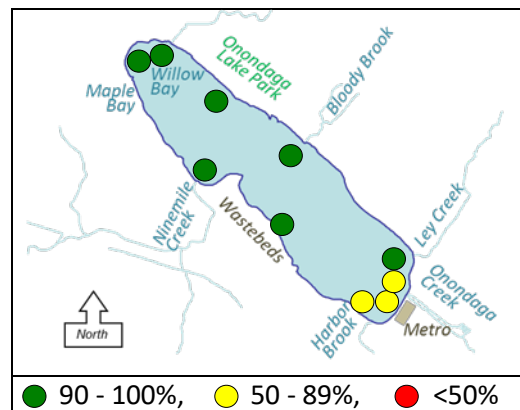 Onondaga
Lake Park
Willow
Bay
Maple
Bay
Bloody Brook
Ninemile
Creek
Wastebeds
Ley Creek
Onondaga
Creek
Harbor
Brook
Metro
North
90 - 100%, 50 - 89%, <50%